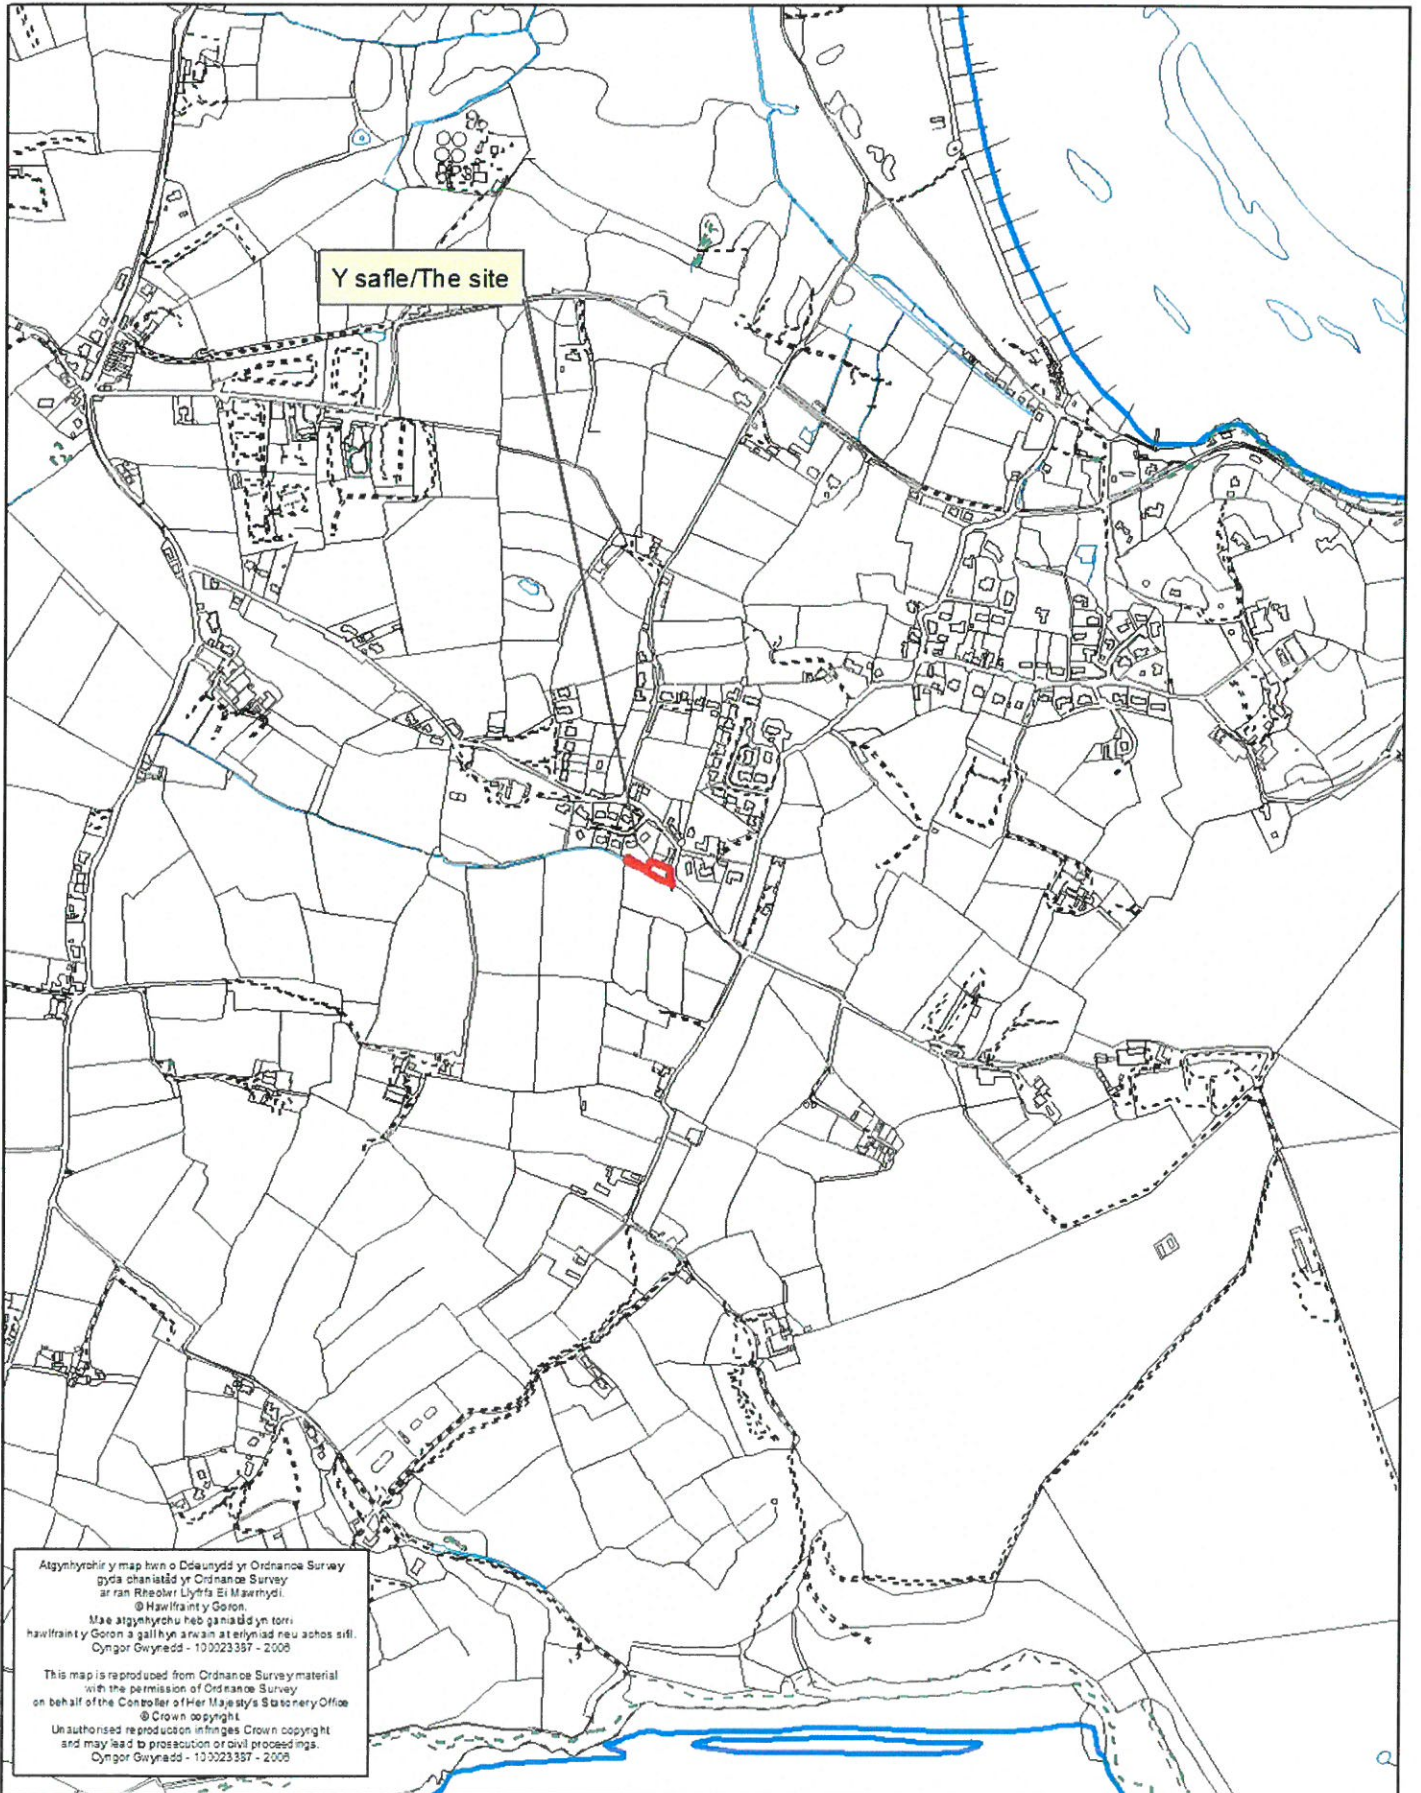 Y safle/The site
Atgynhyrchir y map hwn o Ddeunydd yr Ordnance Survey
gyda chaniatâd yr Ordnance Survey
ar ran Rheolwr Llyfrfa Ei Mawrhydi.
© Hawlfraint y Goron.
Mae atgynhyrchu heb ganiatâd yn torri
hawlfraint y Goron a gall hyn arwain at erlyniad neu achos sifil.
Cyngor Gwynedd - 100023387 - 2006
This map is reproduced from Ordnance Survey material
with the permission of Ordnance Survey
on behalf of the Controller of Her Majesty's Stationery Office
© Crown copyright.
Unauthorised reproduction infringes Crown copyright
and may lead to prosecution or civil proceedings.
Cyngor Gwynedd - 100023387 - 2006